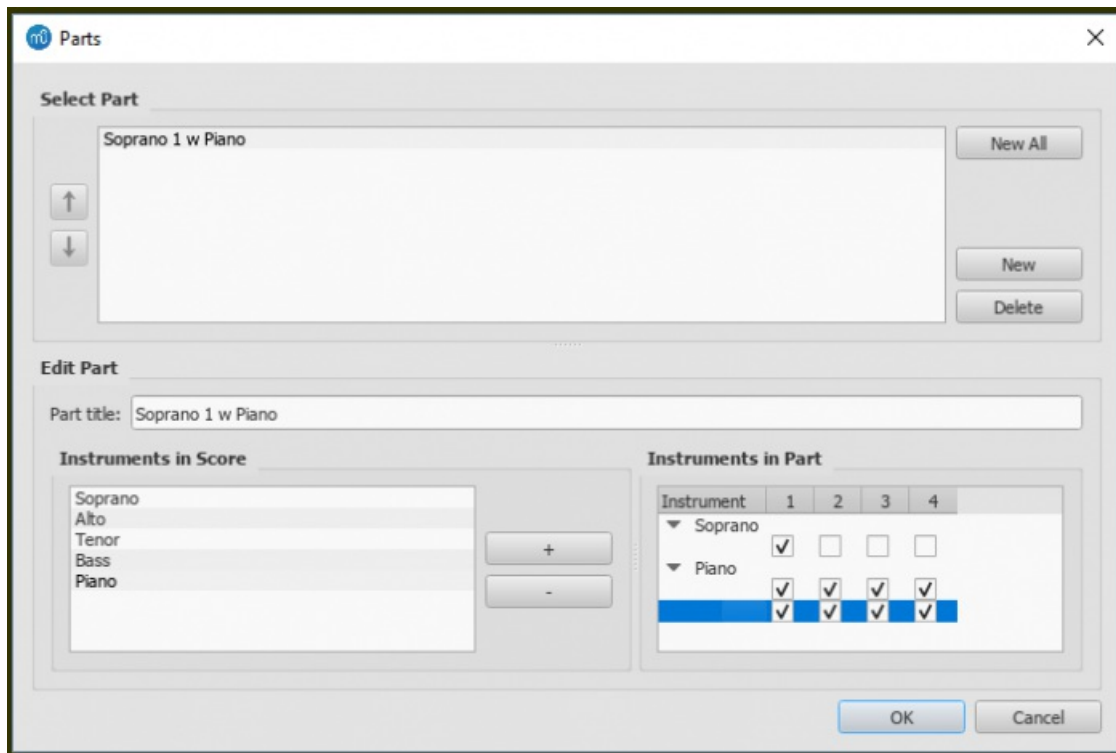 Parts
Select Part
Soprano 1 w Piano
New All
New
Delete
Edit Part
Part title: Soprano 1 w Piano
Instruments in Score
Soprano
Alto
Tenor
Bass
Piano
+
-
Instruments in Part
Instrument 1 2 3 4
Soprano
Piano
OK Cancel